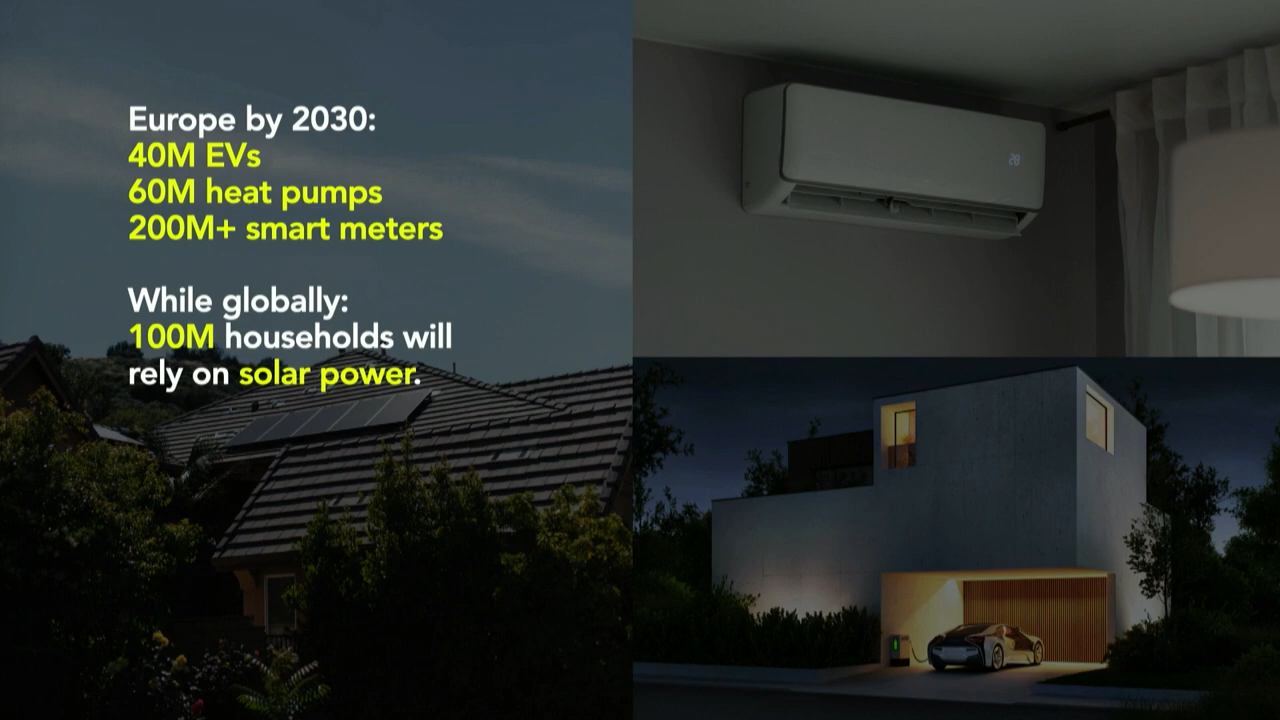 Europe by 2030:
40M EVs
60M heat pumps
200M+ smart meters
While globally:
100M households will
rely on solar power.
28